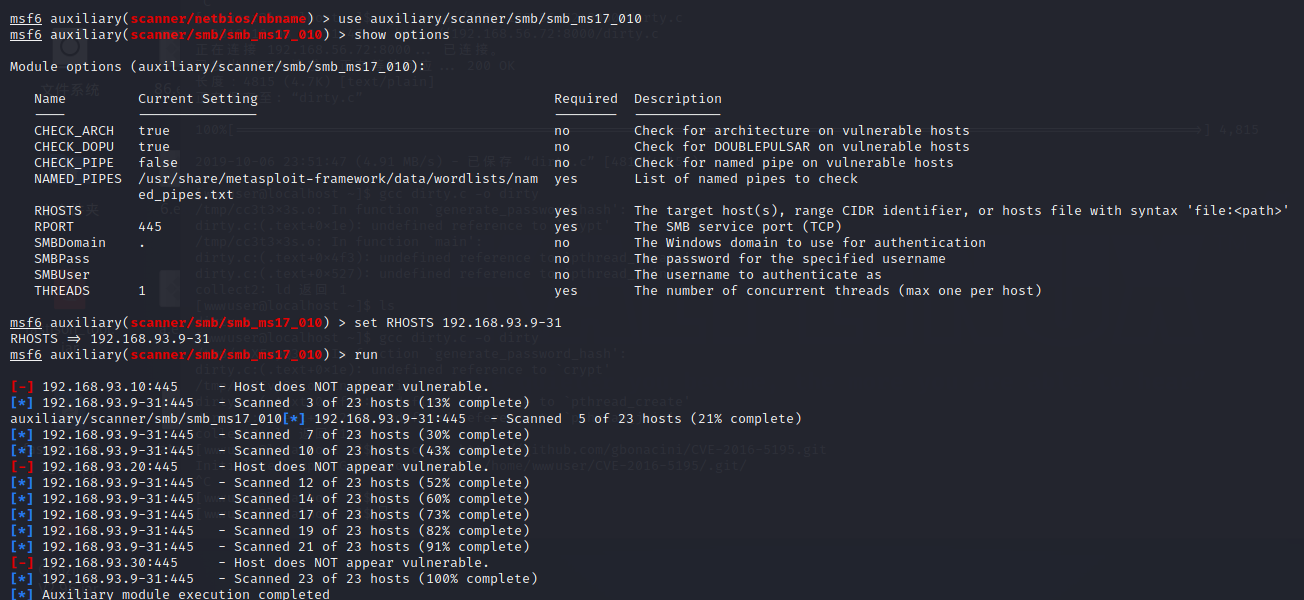 msf6 auxiliary(scanner/netbios/nbname) > use auxiliary/scanner/smb/smb_ms17_010
msf6 auxiliary(scanner/smb/smb_ms17_010) > show options
Module options (auxiliary/scanner/smb/smb_ms17_010):
Name Current Setting Required Description
CHECK_ARCH true no Check for architecture on vulnerable hosts
CHECK_DOPU true no Check for DOUBLEPULSAR on vulnerable hosts
CHECK_PIPE false no Check for named pipe on vulnerable hosts
NAMED_PIPES /usr/share/metasploit-framework/data/wordlists/nam yes List of named pipes to check
ed_pipes.txt
RHOSTS yes The target host(s), range CIDR identifier, or hosts file with syntax 'file:<path>'
RPORT 445 yes The SMB service port (TCP)
SMBDomain . no The Windows domain to use for authentication
SMBPass no The password for the specified username
SMBUser no The username to authenticate as
THREADS 1 yes The number of concurrent threads (max one per host)
msf6 auxiliary(scanner/smb/smb_ms17_010) > set RHOSTS 192.168.93.9-31
RHOSTS => 192.168.93.9-31
msf6 auxiliary(scanner/smb/smb_ms17_010) > run
[-] 192.168.93.10:445 - Host does NOT appear vulnerable.
[*] 192.168.93.9-31:445 - Scanned 3 of 23 hosts (13% complete)
auxiliary/scanner/smb/smb_ms17_010[*] 192.168.93.9-31:445 - Scanned 5 of 23 hosts (21% complete)
[*] 192.168.93.9-31:445 - Scanned 7 of 23 hosts (30% complete)
[*] 192.168.93.9-31:445 - Scanned 10 of 23 hosts (43% complete)
[-] 192.168.93.20:445 - Host does NOT appear vulnerable.
[*] 192.168.93.9-31:445 - Scanned 12 of 23 hosts (52% complete)
[*] 192.168.93.9-31:445 - Scanned 14 of 23 hosts (60% complete)
[*] 192.168.93.9-31:445 - Scanned 17 of 23 hosts (73% complete)
[*] 192.168.93.9-31:445 - Scanned 19 of 23 hosts (82% complete)
[*] 192.168.93.9-31:445 - Scanned 21 of 23 hosts (91% complete)
[-] 192.168.93.30:445 - Host does NOT appear vulnerable.
[*] 192.168.93.9-31:445 - Scanned 23 of 23 hosts (100% complete)
[*] Auxiliary module execution completed